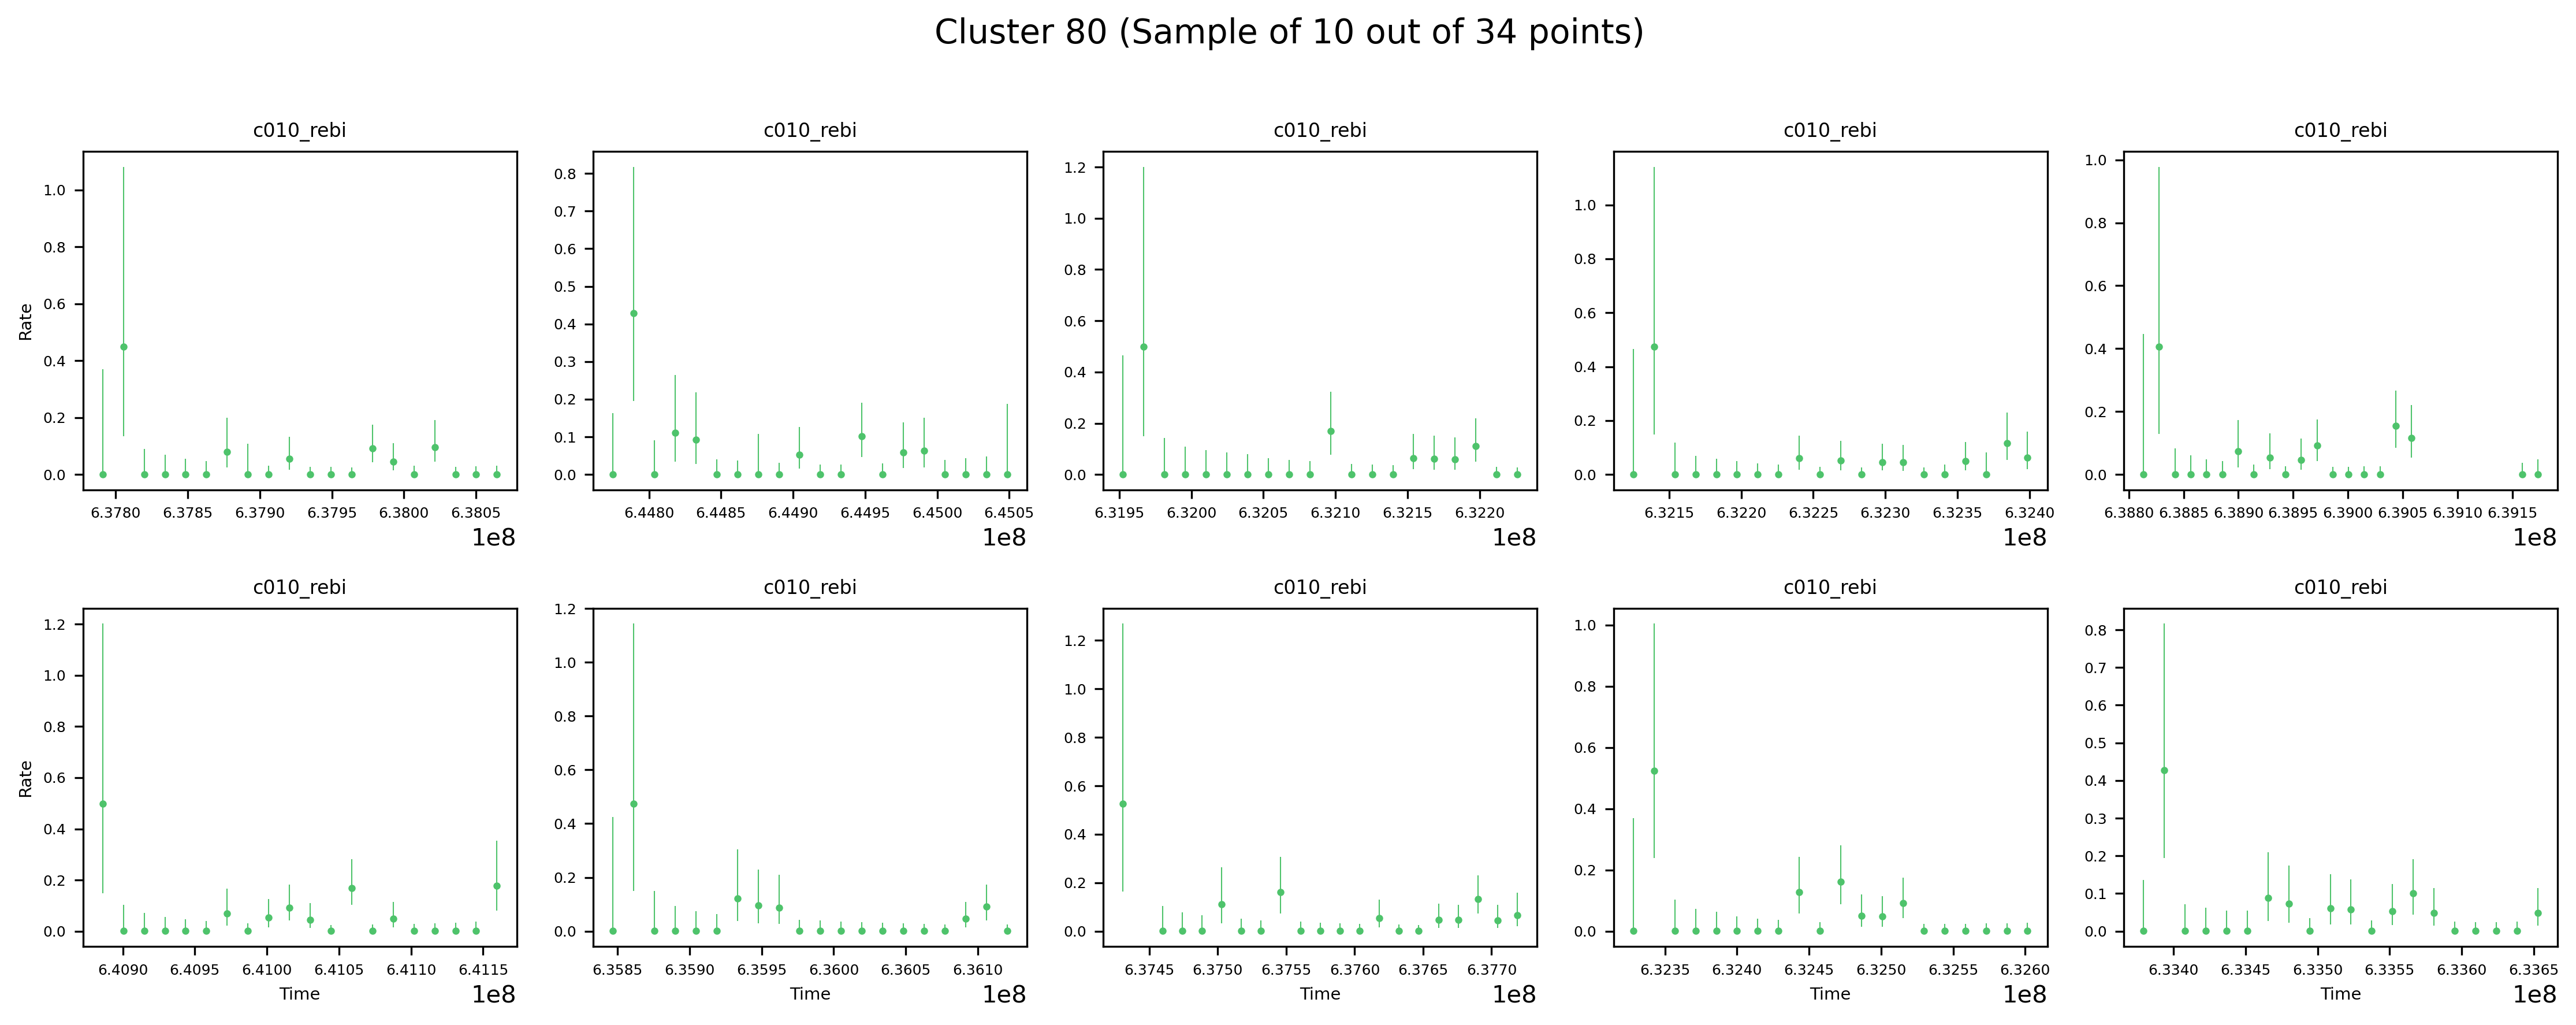 Cluster 80 (Sample of 10 out of 34 points)
c010_rebi c010_rebi c010_rebi c010_rebi c010_rebi
Rate
1.0 0.8 0.6 0.4 0.2 0.0
6.3780 6.3785 6.3790 6.3795 6.3800 6.3805
1e8
0.8 0.7 0.6 0.5 0.4 0.3 0.2 0.1 0.0
6.4480 6.4485 6.4490 6.4495 6.4500 6.4505
1e8
1.2 1.0 0.8 0.6 0.4 0.2 0.0
6.3195 6.3200 6.3205 6.3210 6.3215 6.3220
1e8
1.0 0.8 0.6 0.4 0.2 0.0
6.3215 6.3220 6.3225 6.3230 6.3235 6.3240
1e8
1.0 0.8 0.6 0.4 0.2 0.0
6.3880 6.3885 6.3890 6.3895 6.3900 6.3905 6.3910 6.3915
1e8
c010_rebi c010_rebi c010_rebi c010_rebi c010_rebi
Rate
1.2 1.0 0.8 0.6 0.4 0.2 0.0
6.4090 6.4095 6.4100 6.4105 6.4110 6.4115
Time
1e8
1.2 1.0 0.8 0.6 0.4 0.2 0.0
6.3585 6.3590 6.3595 6.3600 6.3605 6.3610
Time
1e8
1.2 1.0 0.8 0.6 0.4 0.2 0.0
6.3745 6.3750 6.3755 6.3760 6.3765 6.3770
Time
1e8
1.0 0.8 0.6 0.4 0.2 0.0
6.3235 6.3240 6.3245 6.3250 6.3255 6.3260
Time
1e8
0.8 0.7 0.6 0.5 0.4 0.3 0.2 0.1 0.0
6.3340 6.3345 6.3350 6.3355 6.3360 6.3365
Time
1e8